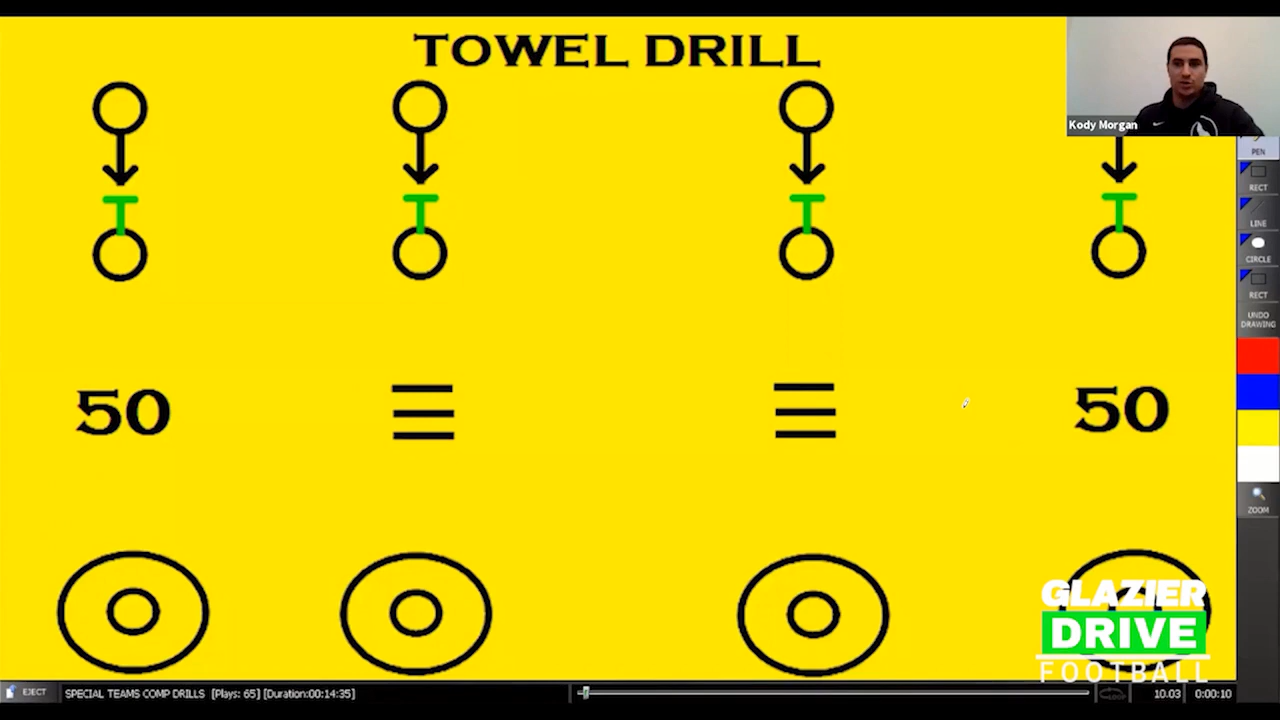 TOWEL DRILL
Kody Morgan
PEN
RECT
LINE
CIRCLE
RECT
UNDO
DRAWING
T T T T
50 50
ZOOM
GLAZIER
DRIVE
FOOTBALL
EJECT SPECIAL TEAMS COMP DRILLS [Plays: 65] [Duration:00:14:35] LOOP 10.03 0:00:10